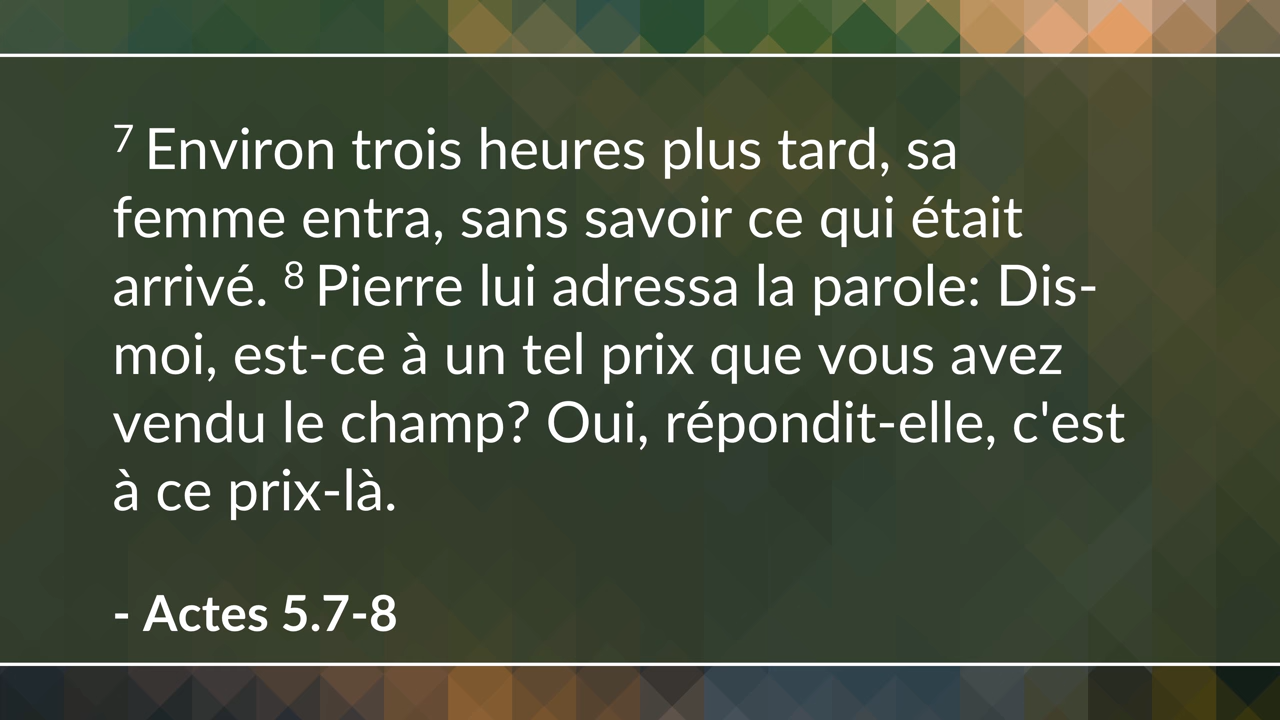 7 Environ trois heures plus tard, sa
femme entra, sans savoir ce qui était
arrivé. 8 Pierre lui adressa la parole: Dis-
moi, est-ce à un tel prix que vous avez
vendu le champ? Oui, répondit-elle, c'est
à ce prix-là.
- Actes 5.7-8